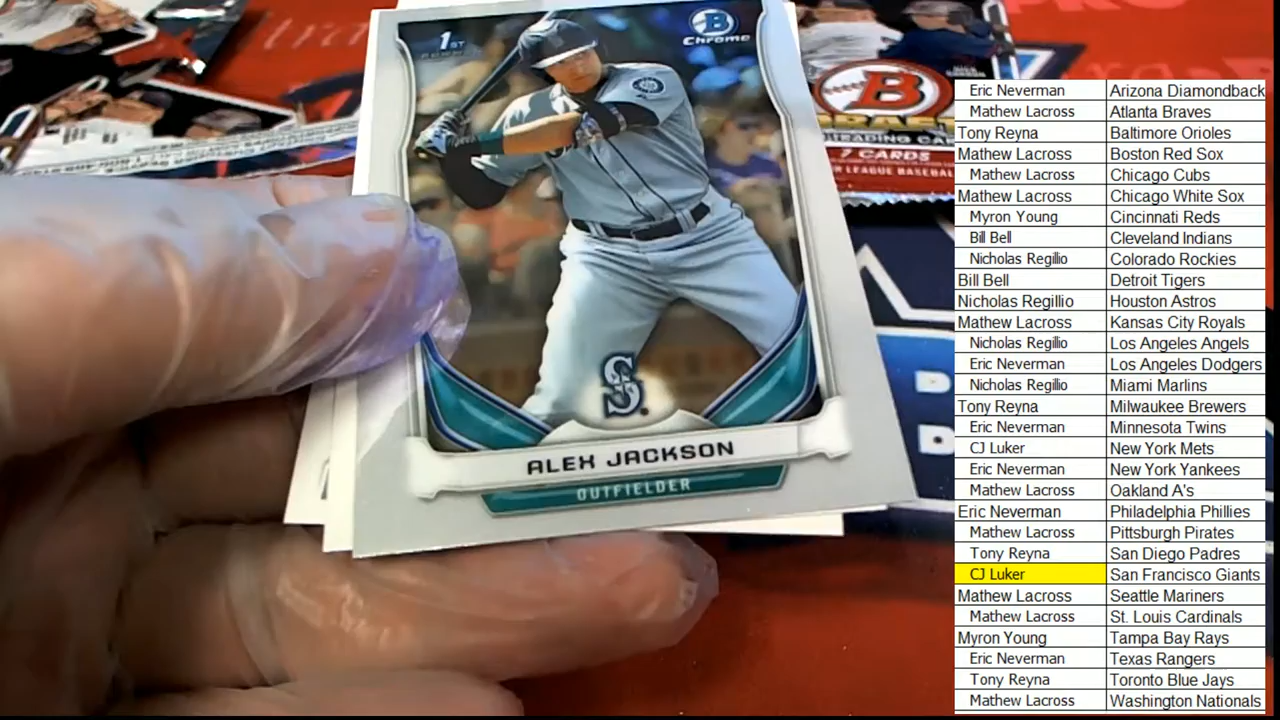 1ST
B
Chrome
ALEX JACKSON
OUTFIELDER
B
TRADING CAR
7 CARDS
R LEAGUE BASEBAL
Eric Neverman Arizona Diamondback
Mathew Lacross Atlanta Braves
Tony Reyna Baltimore Orioles
Mathew Lacross Boston Red Sox
Mathew Lacross Chicago Cubs
Mathew Lacross Chicago White Sox
Myron Young Cincinnati Reds
Bill Bell Cleveland Indians
Nicholas Regillio Colorado Rockies
Bill Bell Detroit Tigers
Nicholas Regillio Houston Astros
Mathew Lacross Kansas City Royals
Nicholas Regillio Los Angeles Angels
Eric Neverman Los Angeles Dodgers
Nicholas Regillio Miami Marlins
Tony Reyna Milwaukee Brewers
Eric Neverman Minnesota Twins
CJ Luker New York Mets
Eric Neverman New York Yankees
Mathew Lacross Oakland A's
Eric Neverman Philadelphia Phillies
Mathew Lacross Pittsburgh Pirates
Tony Reyna San Diego Padres
CJ Luker San Francisco Giants
Mathew Lacross Seattle Mariners
Mathew Lacross St. Louis Cardinals
Myron Young Tampa Bay Rays
Eric Neverman Texas Rangers
Tony Reyna Toronto Blue Jays
Mathew Lacross Washington Nationals